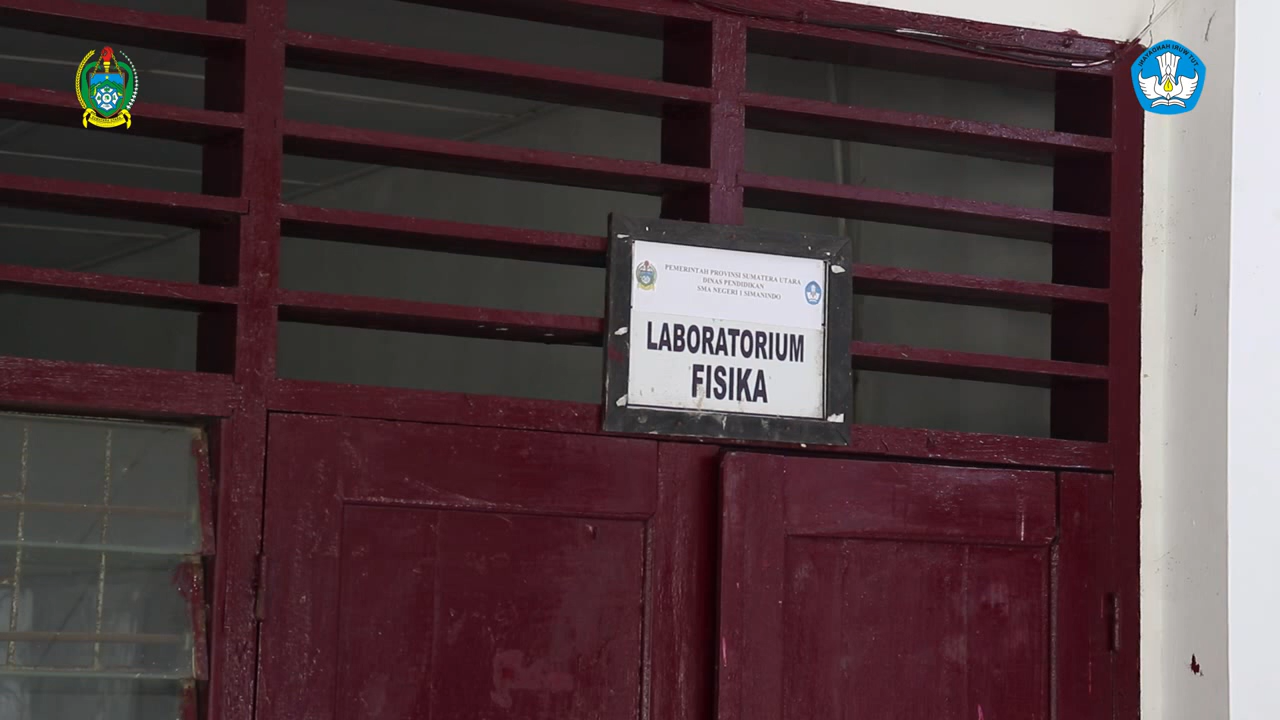 PEMERINTAH PROVINSI SUMATERA UTARA
DINAS PENDIDIKAN
SMA NEGERI 1 SIMANINDO
LABORATORIUM
FISIKA